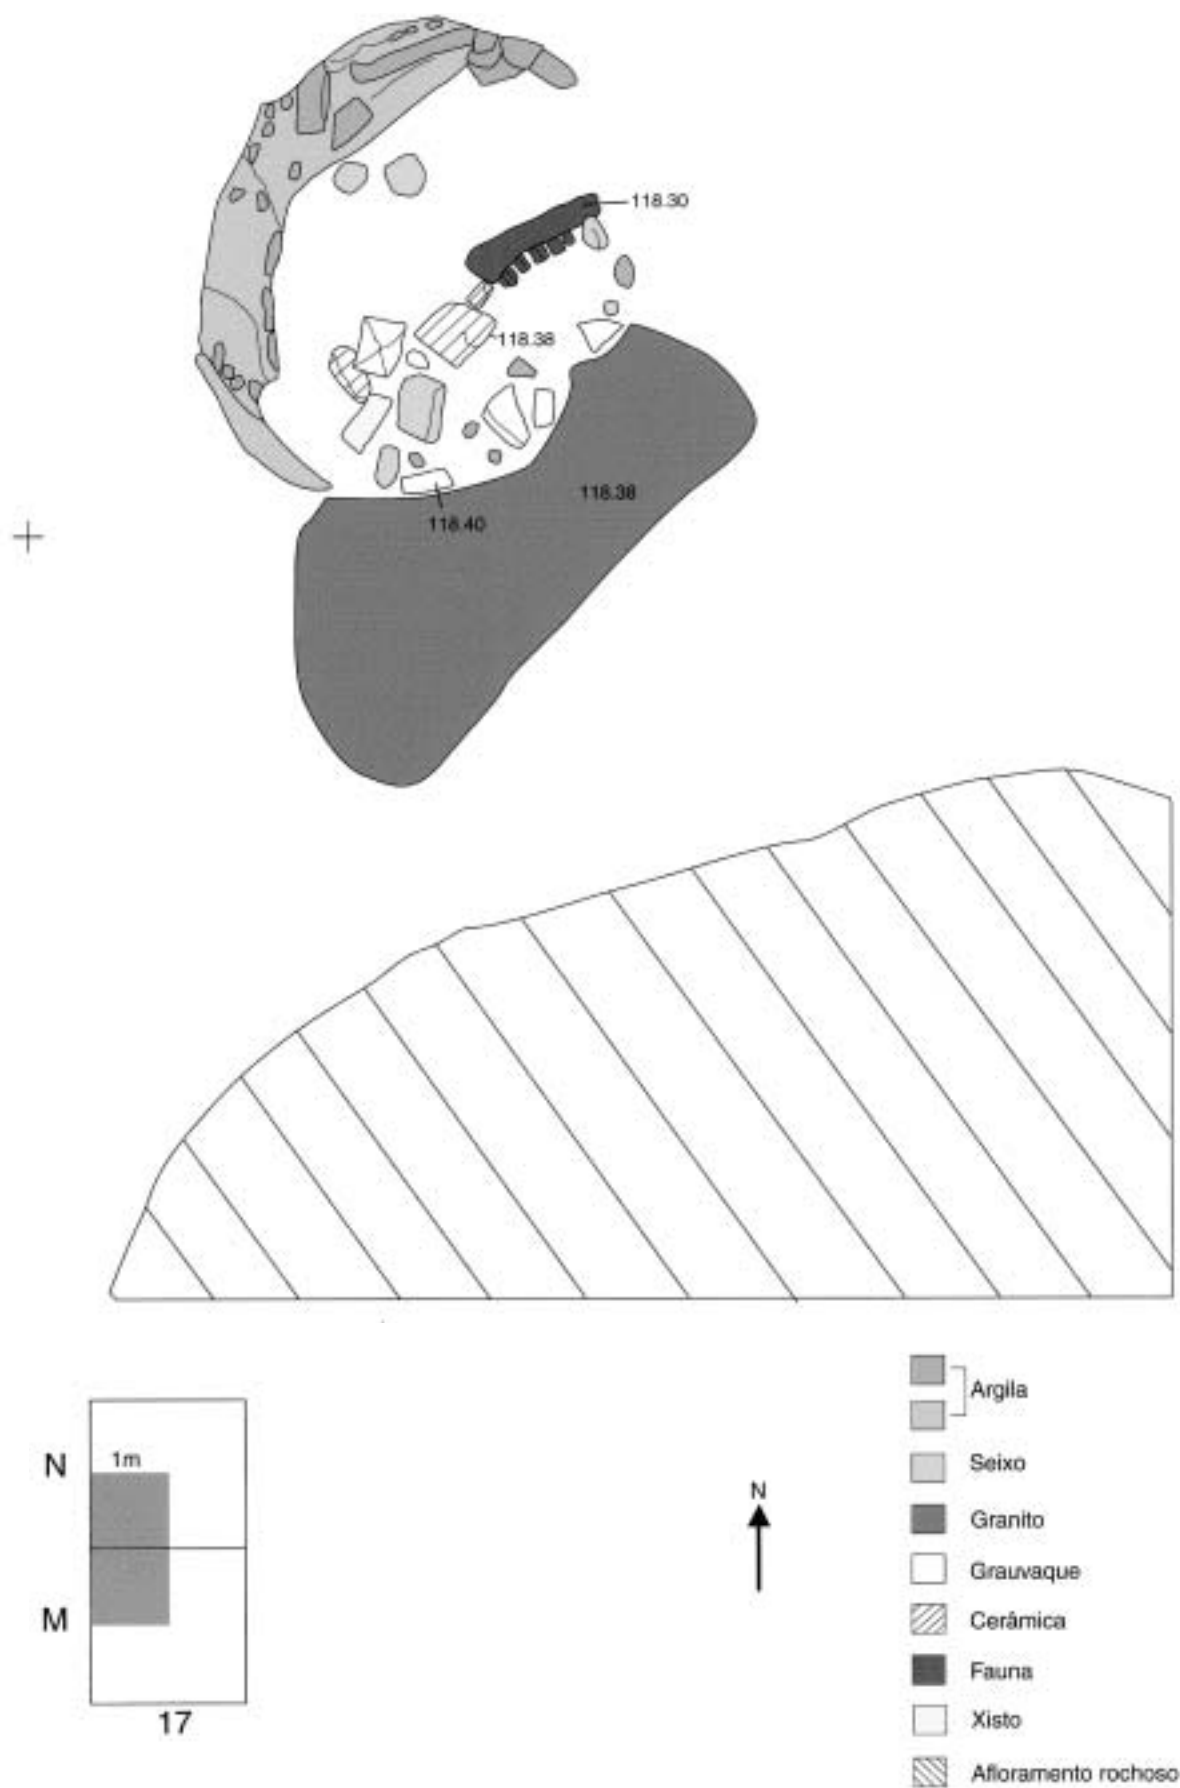 118.30
118.38
118.38
118.40
N
1m
M
17
N
Argila
Seixo
Granito
Grauvaque
Cerâmica
Fauna
Xisto
Afloramento rochoso